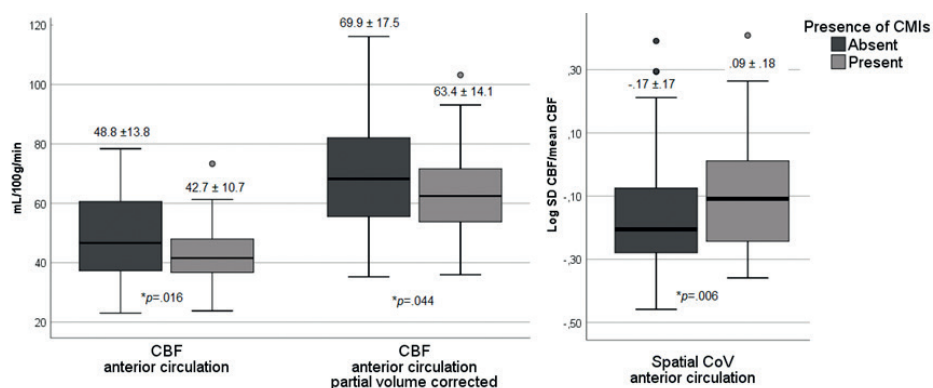 69.9 ± 17.5
120
100
80
60
40
20
mL/100g/min
48.8 ±13.8
42.7 ± 10.7
63.4 ± 14.1
*p=.016
*p=.044
CBF
anterior circulation
CBF
anterior circulation
partial volume corrected
Presence of CMIs
Absent
Present
,30
,10
-,10
-,30
-,50
Log SD CBF/mean CBF
-.17 ±.17
.09 ± .18
*p=.006
Spatial CoV
anterior circulation